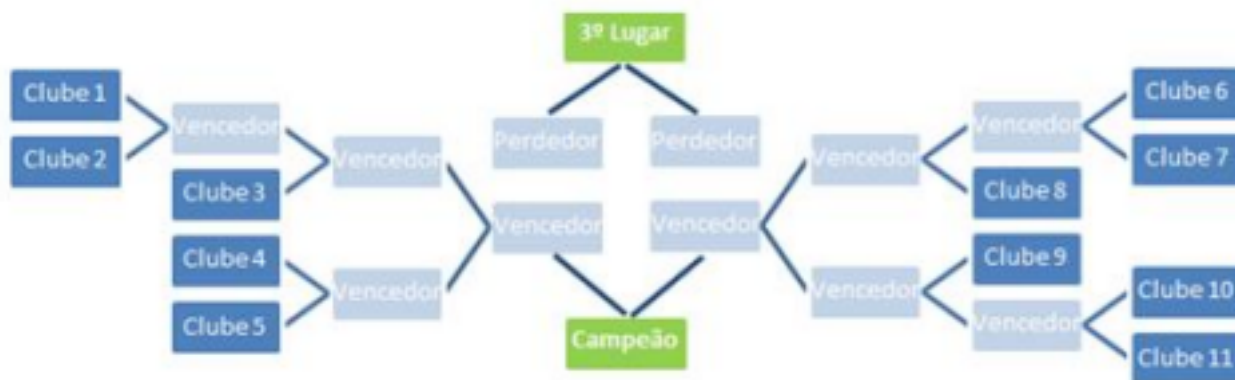 3º Lugar
Clube 1
Clube 2
Vencedor
Clube 3
Clube 4
Clube 5
Vencedor
Vencedor
Perdedor
Perdedor
Vencedor
Vencedor
Campeão
Vencedor
Vencedor
Vencedor
Clube 8
Clube 9
Vencedor
Clube 6
Clube 7
Clube 10
Clube 11